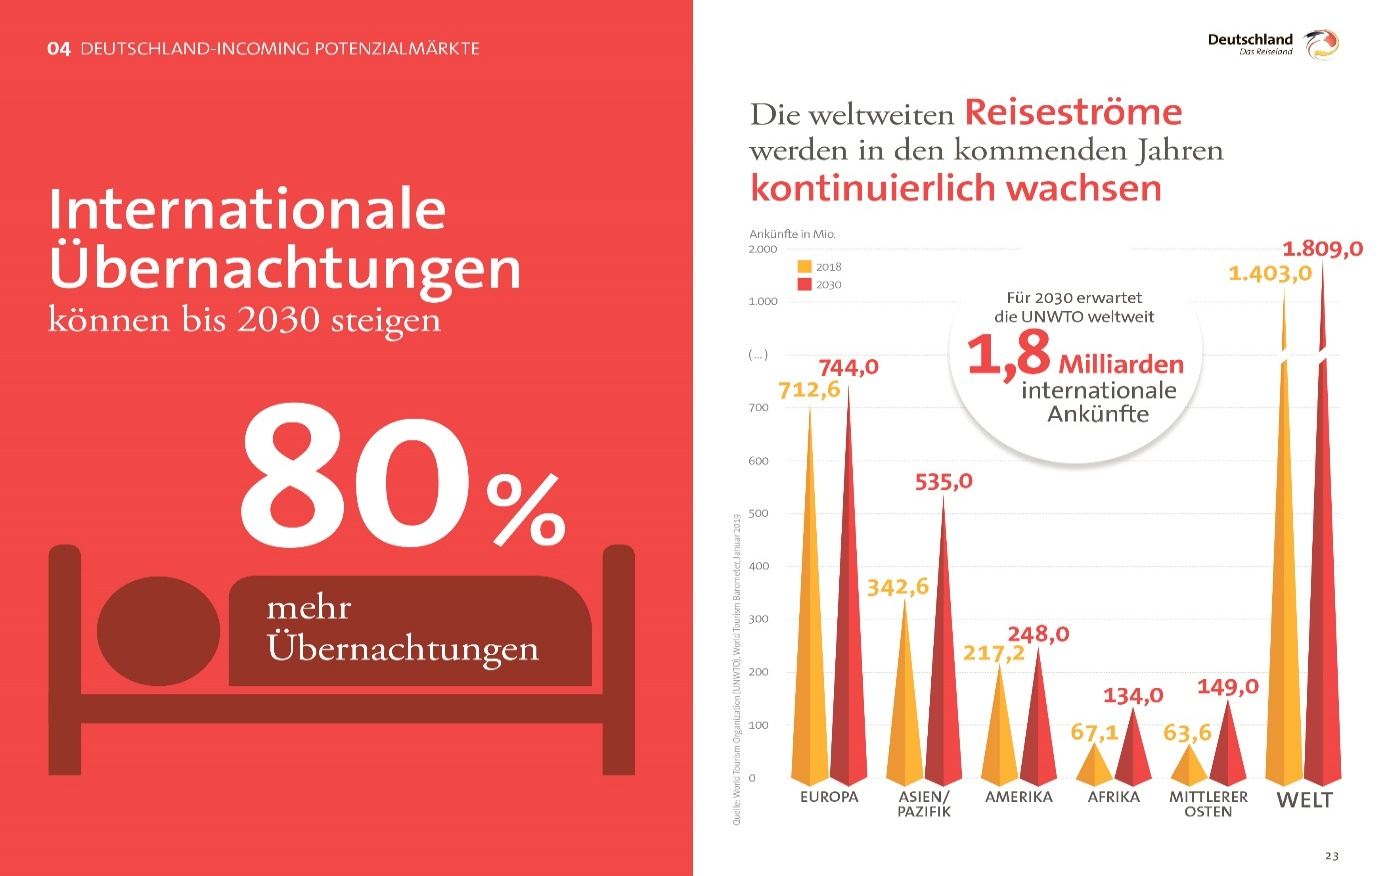 04 DEUTSCHLAND-INCOMING POTENZIALMÄRKTE
Internationale
Übernachtungen
können bis 2030 steigen
80%
mehr
Übernachtungen
Deutschland
Das Reiseland
Die weltweiten Reiseströme
werden in den kommenden Jahren
kontinuierlich wachsen
Ankünfte in Mio.
2.000
1.000
(...)
700
600
500
400
300
200
100
0
2018
2030
Für 2030 erwartet
die UNWTO weltweit
1,8 Milliarden
internationale
Ankünfte
712,6
744,0
342,6
535,0
217,2
248,0
67,1
134,0
63,6
149,0
1.403,0
1.809,0
EUROPA
ASIEN/
PAZIFIK
AMERIKA
AFRIKA
MITTLERER
OSTEN
WELT
Quelle: World Tourism Organization (UNWTO), World Tourism Barometer, Januar 2019
23